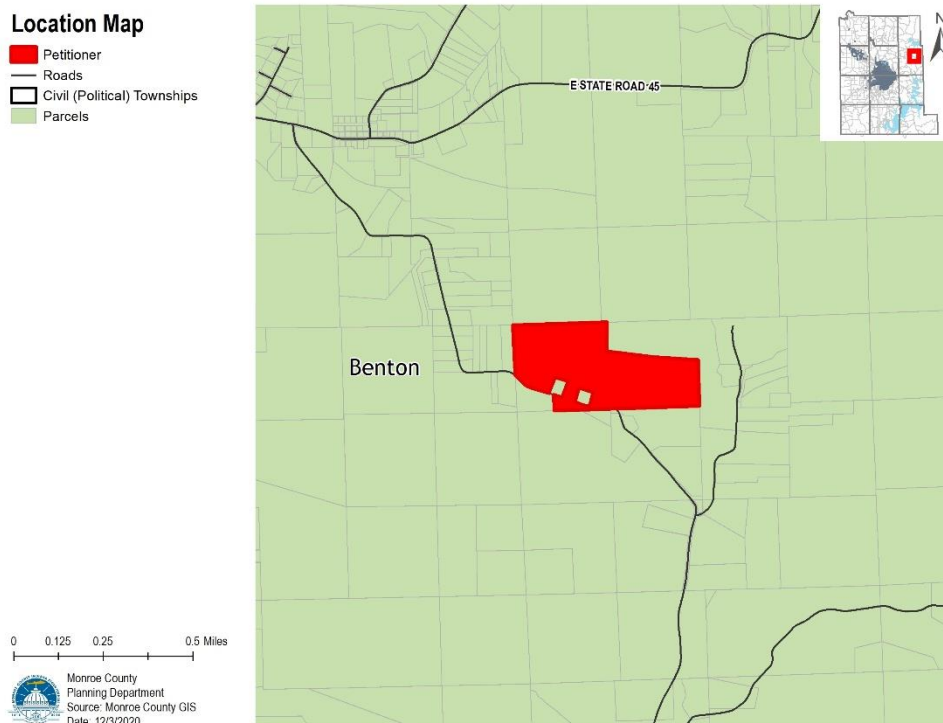 Location Map
Petitioner
Roads
Civil (Political) Townships
Parcels
N
E STATE ROAD 45
Benton
0 0.125 0.25 0.5 Miles
Monroe County
Planning Department
Source: Monroe County GIS
Date: 12/3/2020